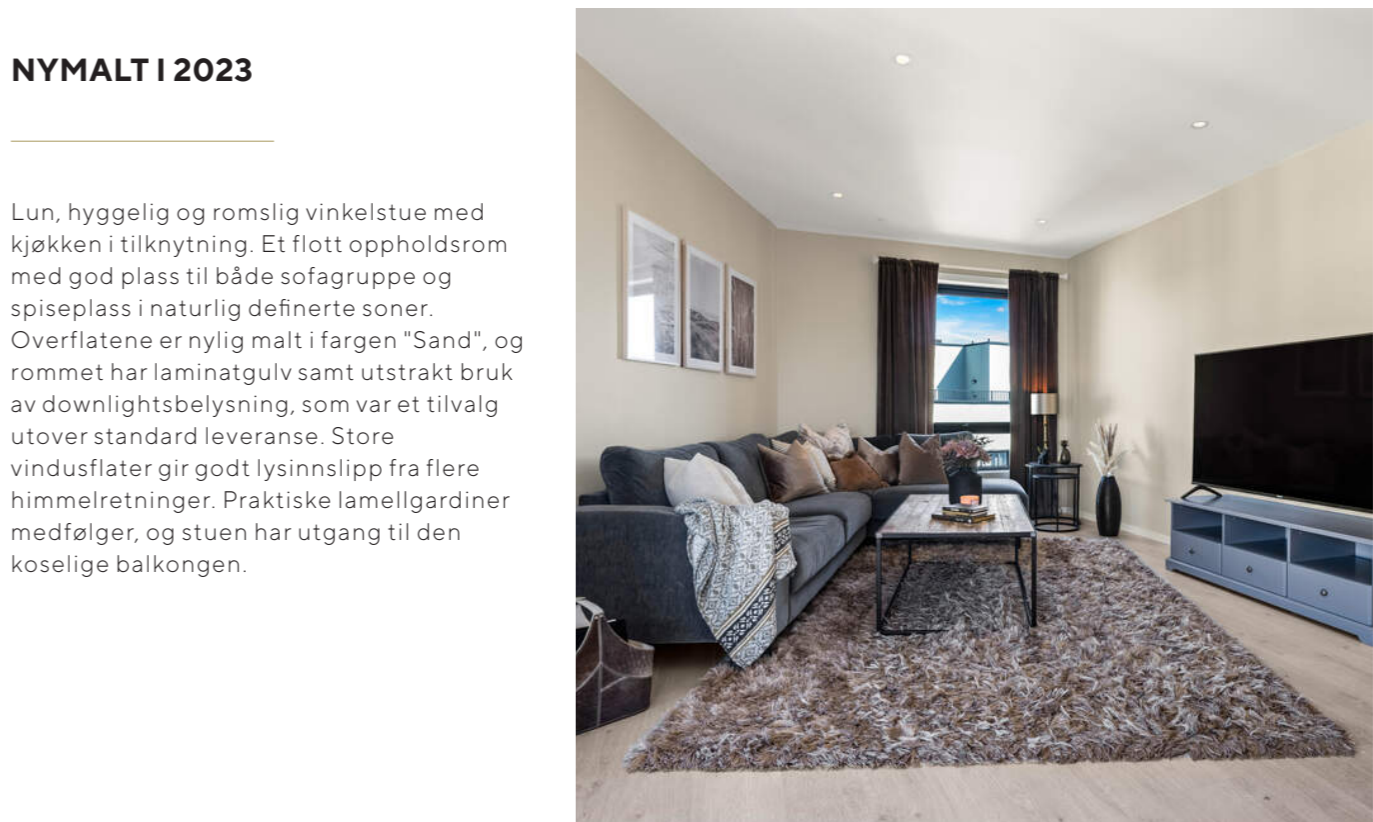 NYMALT I 2023
Lun, hyggelig og romslig vinkelstue med
kjøkken i tilknytning. Et flott oppholdsrom
med god plass til både sofagruppe og
spiseplass i naturlig definerte soner.
Overflatene er nylig malt i fargen "Sand", og
rommet har laminatgulv samt utstrakt bruk
av downlightsbelysning, som var et tilvalg
utover standard leveranse. Store
vindusflater gir godt lysinnslipp fra flere
himmelretninger. Praktiske lamellgardiner
medfølger, og stuen har utgang til den
koselige balkongen.